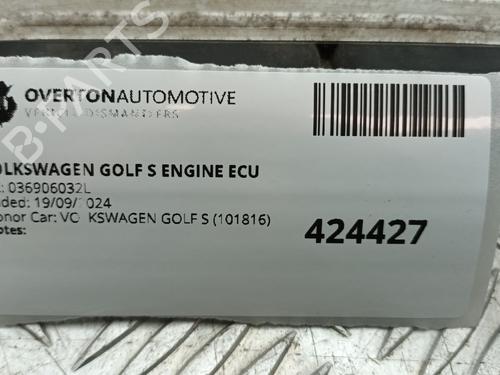 OVERTONAUTOMOTIVE
VEHICLE DISMANTLERS
OLKSWAGEN GOLF S ENGINE ECU
: 036906032L
ded: 19/09/2024
onor Car: VO KSWAGEN GOLF S (101816)
otes:
424427
B-PARTS